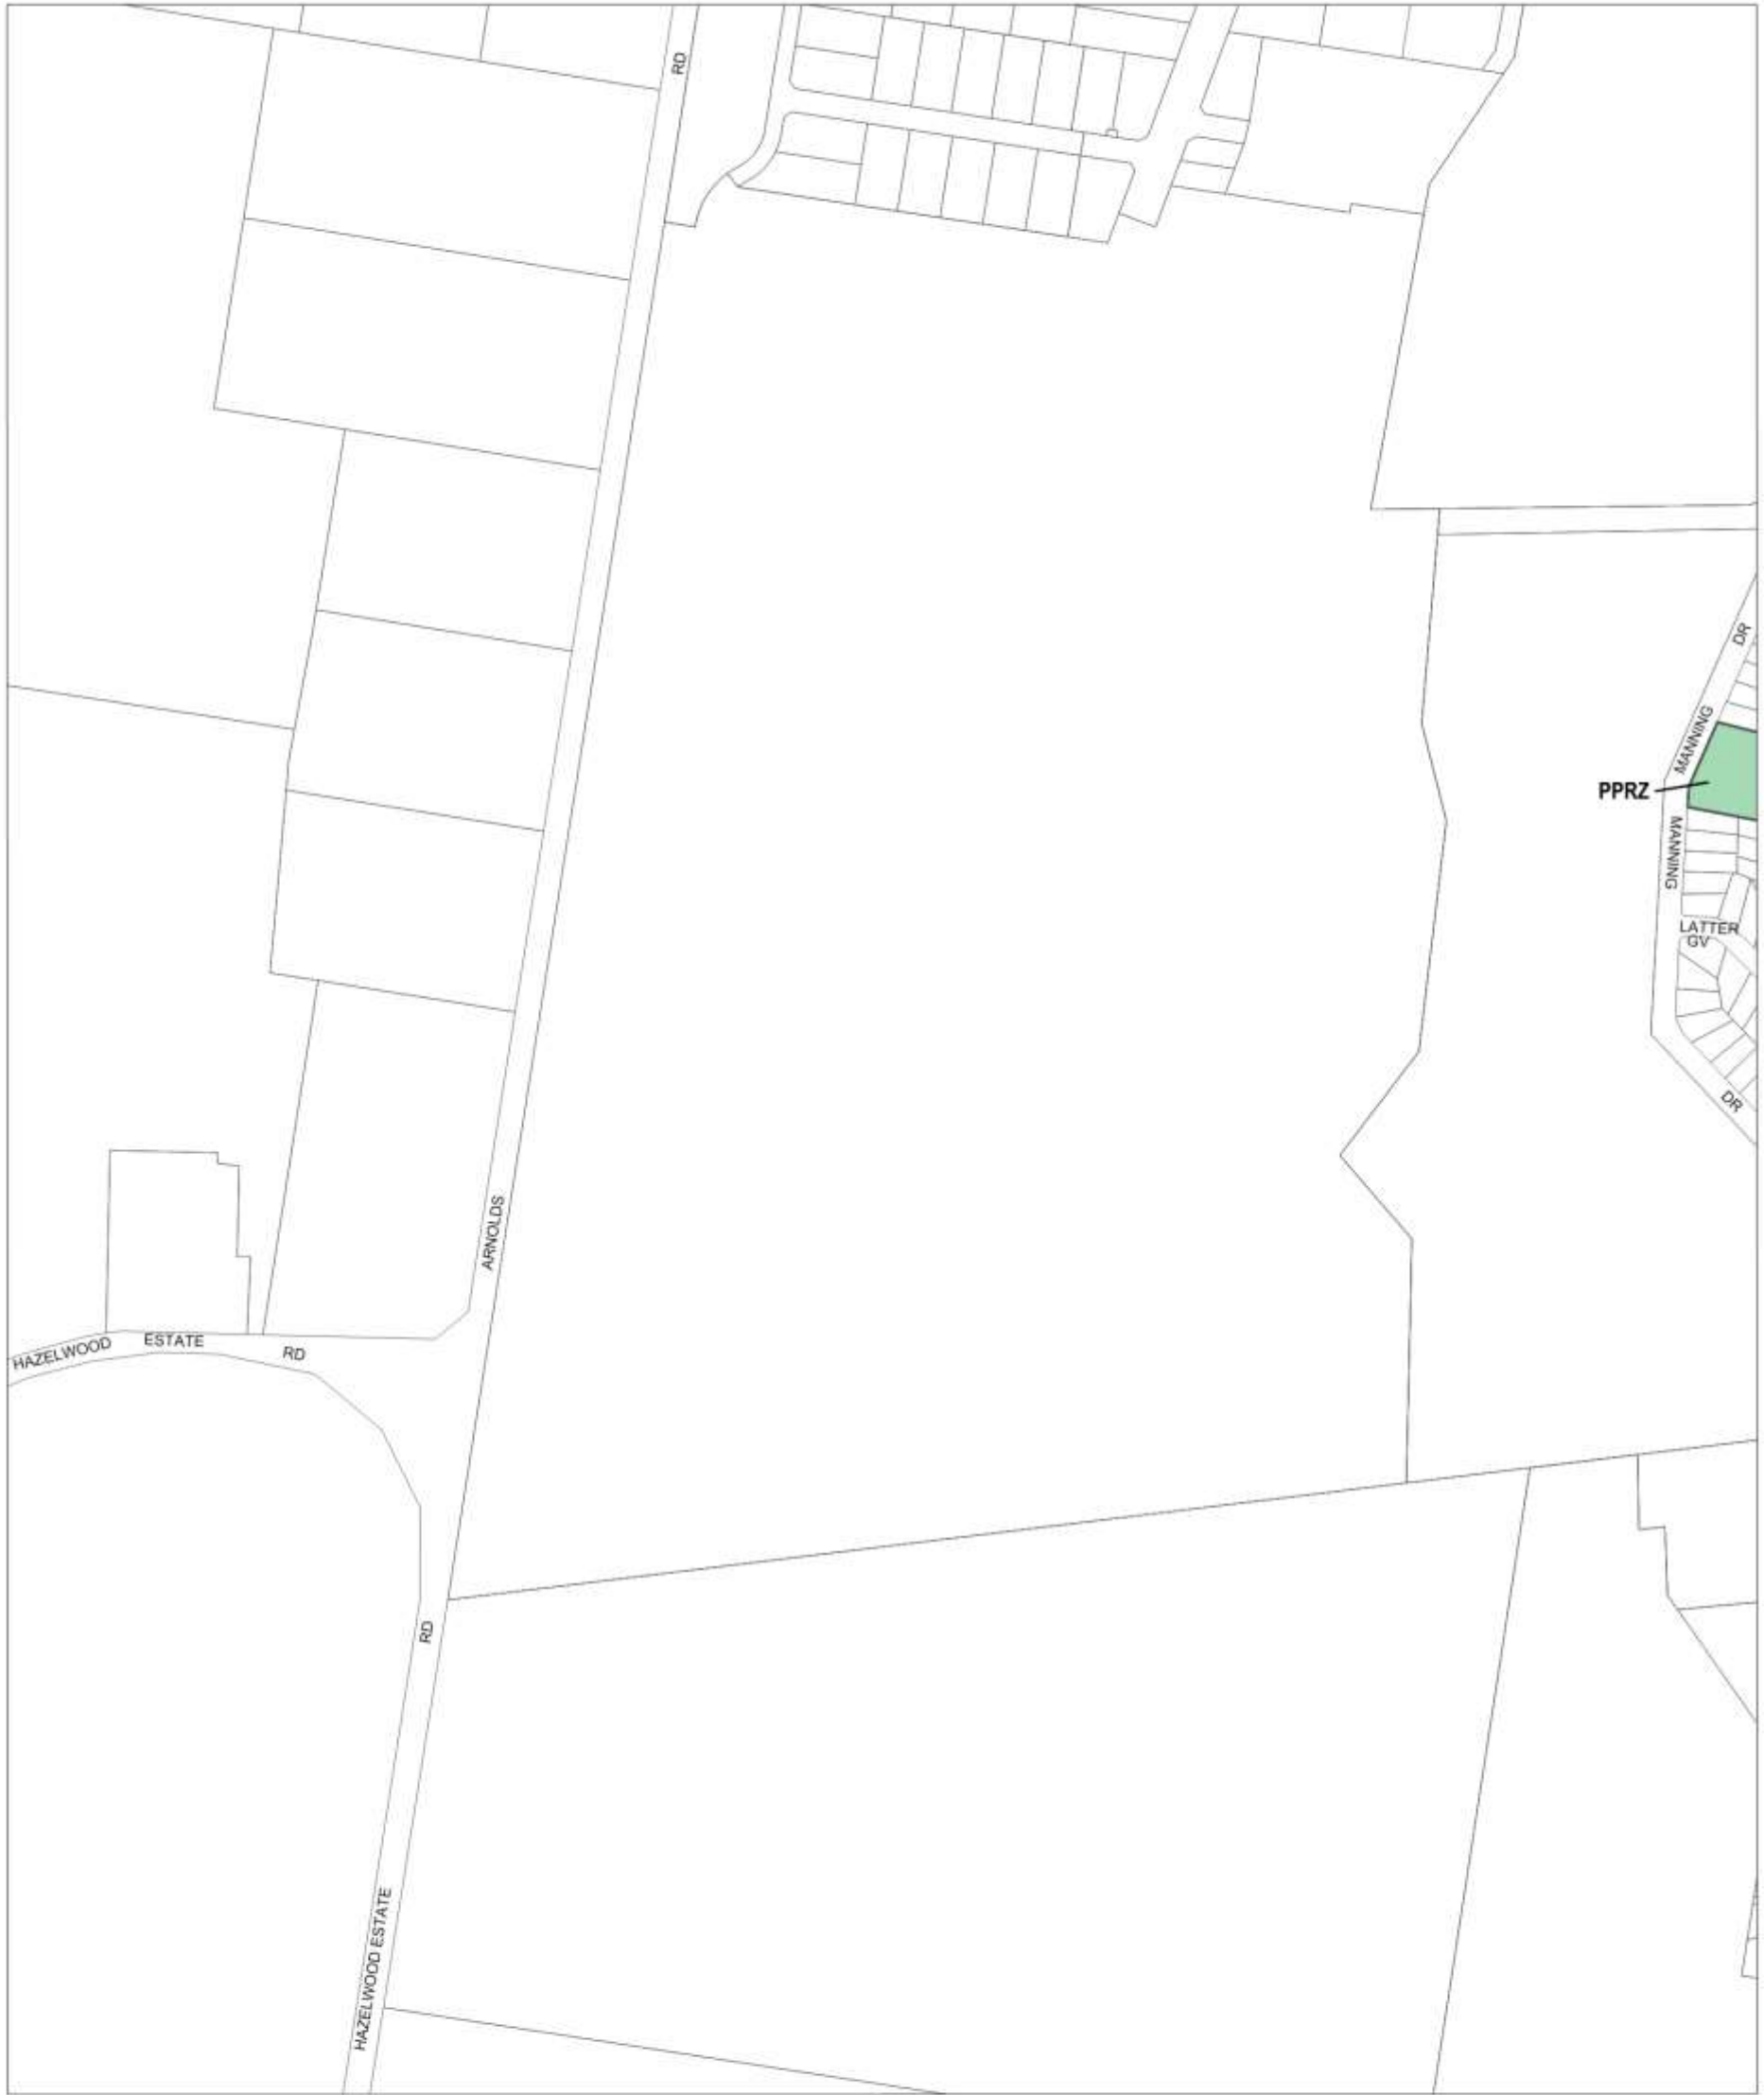 RD
DR
MANNING
PPRZ
MANNING
LATTER
GV
DR
ARNOLDS
HAZELWOOD ESTATE RD
RD
HAZELWOOD ESTATE